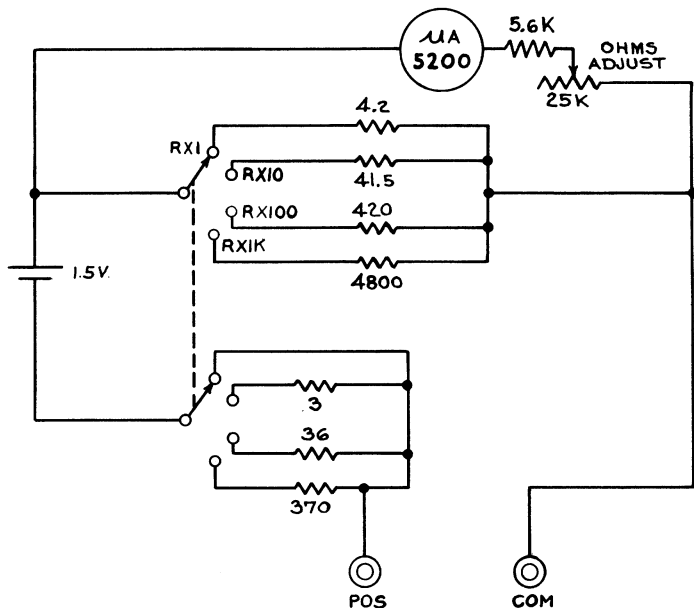 μA
5200
5.6K
OHMS
ADJUST
25K
4.2
RX1
RX10
41.5
RX100
420
RX1K
4800
1.5V.
3
36
370
POS
COM